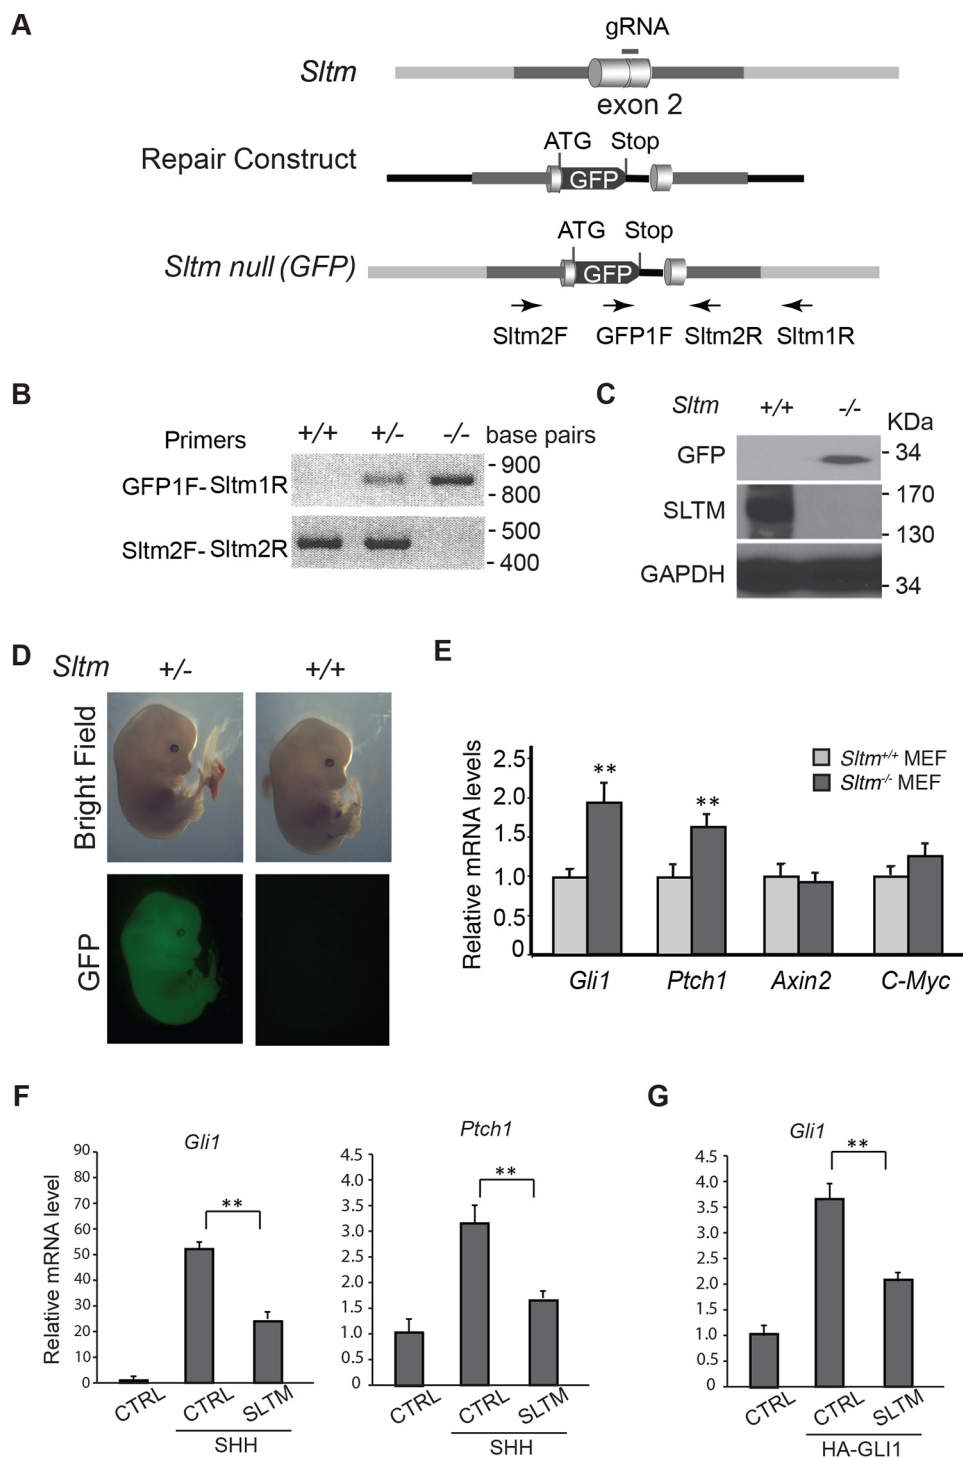 A
gRNA
Sltm
exon 2
ATG Stop
Repair Construct
GFP
ATG Stop
Sltm null (GFP)
GFP
Sltm2F GFP1F Sltm2R Sltm1R
B
Primers +/+ +/- -/- base pairs
GFP1F-Sltm1R
- 900
- 800
Sltm2F-Sltm2R
- 500
- 400
C
Sltm +/+ -/-
KDa
GFP
- 34
SLTM
- 170
- 130
GAPDH
- 34
D
Sltm +/- +/+
Bright Field
GFP
E
Relative mRNA levels
2.5
2.0
1.5
1.0
0.5
0
** **
Sltm+/+ MEF
Sltm-/- MEF
Gli1 Ptch1 Axin2 C-Myc
F
Relative mRNA level
Gli1
90
80
70
60
50
40
30
20
10
0
**
CTRL CTRL SLTM
SHH
Ptch1
4.5
4.0
3.5
3.0
2.5
2.0
1.5
1.0
0.5
0
**
CTRL CTRL SLTM
SHH
G
Gli1
4.5
4.0
3.5
3.0
2.5
2.0
1.5
1.0
0.5
0
**
CTRL CTRL SLTM
HA-GLI1